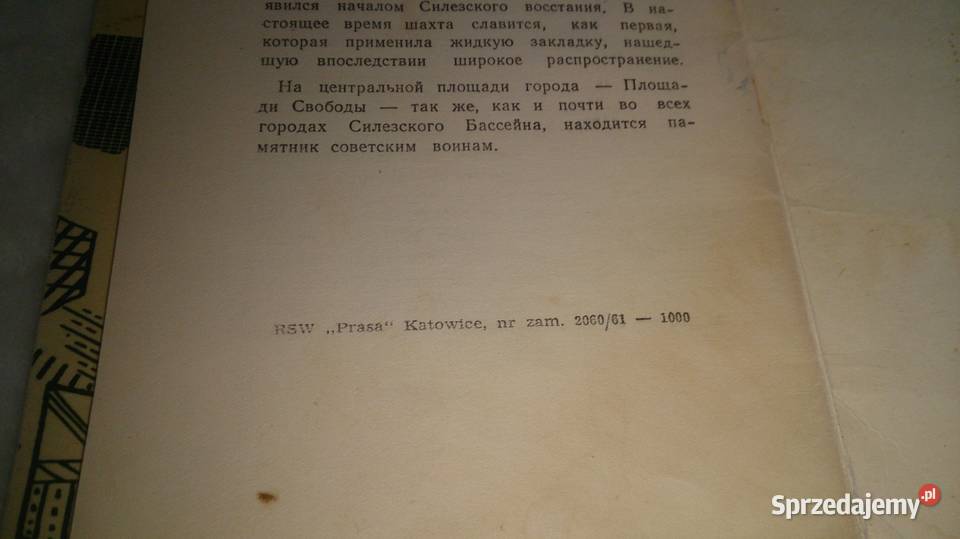 явился началом Силезского восстания. В на-
стоящее время шахта славится, как первая,
которая применила жидкую закладку, нашед-
шую впоследствии широкое распространение.
На центральной площади города — Площа-
ди Свободы — так же, как и почти во всех
городах Силезского Бассейна, находится па-
мятник советским воинам.
RSW „Prasa“ Katowice, nr zam. 2060/61 — 1000
Sprzedajemy.pl